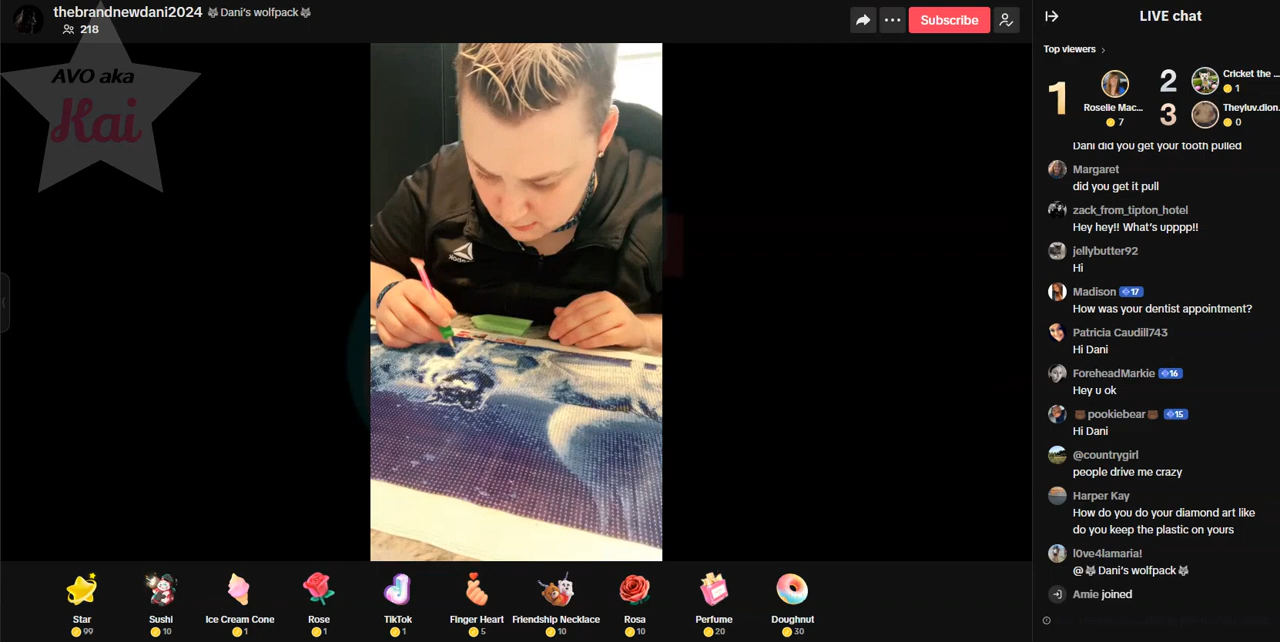 thebrandnewdani2024 🐺Dani's wolfpack🐺
218
Subscribe
AVO aka
Kai
Reebok
Star
99
Sushi
10
Ice Cream Cone
1
Rose
1
TikTok
1
Finger Heart
5
Friendship Necklace
10
Rosa
10
Perfume
20
Doughnut
30
LIVE chat
Top viewers
1
Roselle Mac...
7
2
Cricket the ...
1
3
Theyluv.dion.
0
Dani did you get your tooth pulled
Margaret
did you get it pull
zack_from_tipton_hotel
Hey hey!! What's upppp!!
jellybutter92
Hi
Madison 17
How was your dentist appointment?
Patricia Caudill743
Hi Dani
ForeheadMarkie 16
Hey u ok
🐻pookiebear🐻 15
Hi Dani
@countrygirl
people drive me crazy
Harper Kay
How do you do your diamond art like
do you keep the plastic on yours
l0ve4lamaria!
@🐺Dani's wolfpack🐺
Amie joined